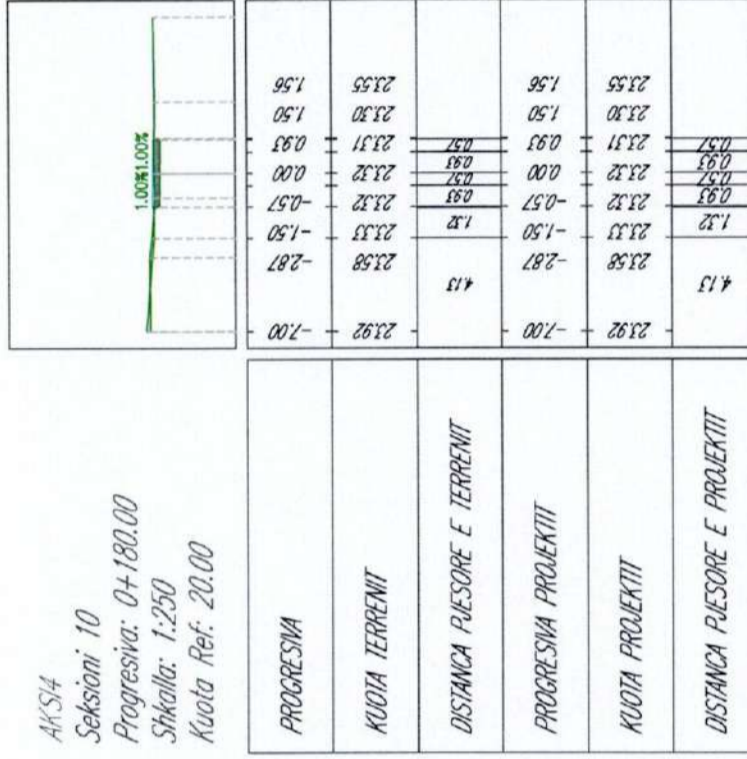 AKSI4
Seksioni 10
Progresiva: 0+180.00
Shkalla: 1:250
Kuota Ref: 20.00
1.00% 1.00%
PROGRESIVA
-7.00 -2.87 -1.50 -0.57 0.00 0.93 1.50 1.56
KUOTA TERRENIT
23.92 23.58 23.33 23.32 23.32 23.31 23.30 23.55
DISTANCA PJESORE E TERRENIT
4.13 1.32 0.93 0.57 0.93 0.57
PROGRESIVA PROJEKTIT
-7.00 -2.87 -1.50 -0.57 0.00 0.93 1.50 1.56
KUOTA PROJEKTIT
23.92 23.58 23.33 23.32 23.32 23.31 23.30 23.55
DISTANCA PJESORE E PROJEKTIT
4.13 1.32 0.93 0.57 0.93 0.57